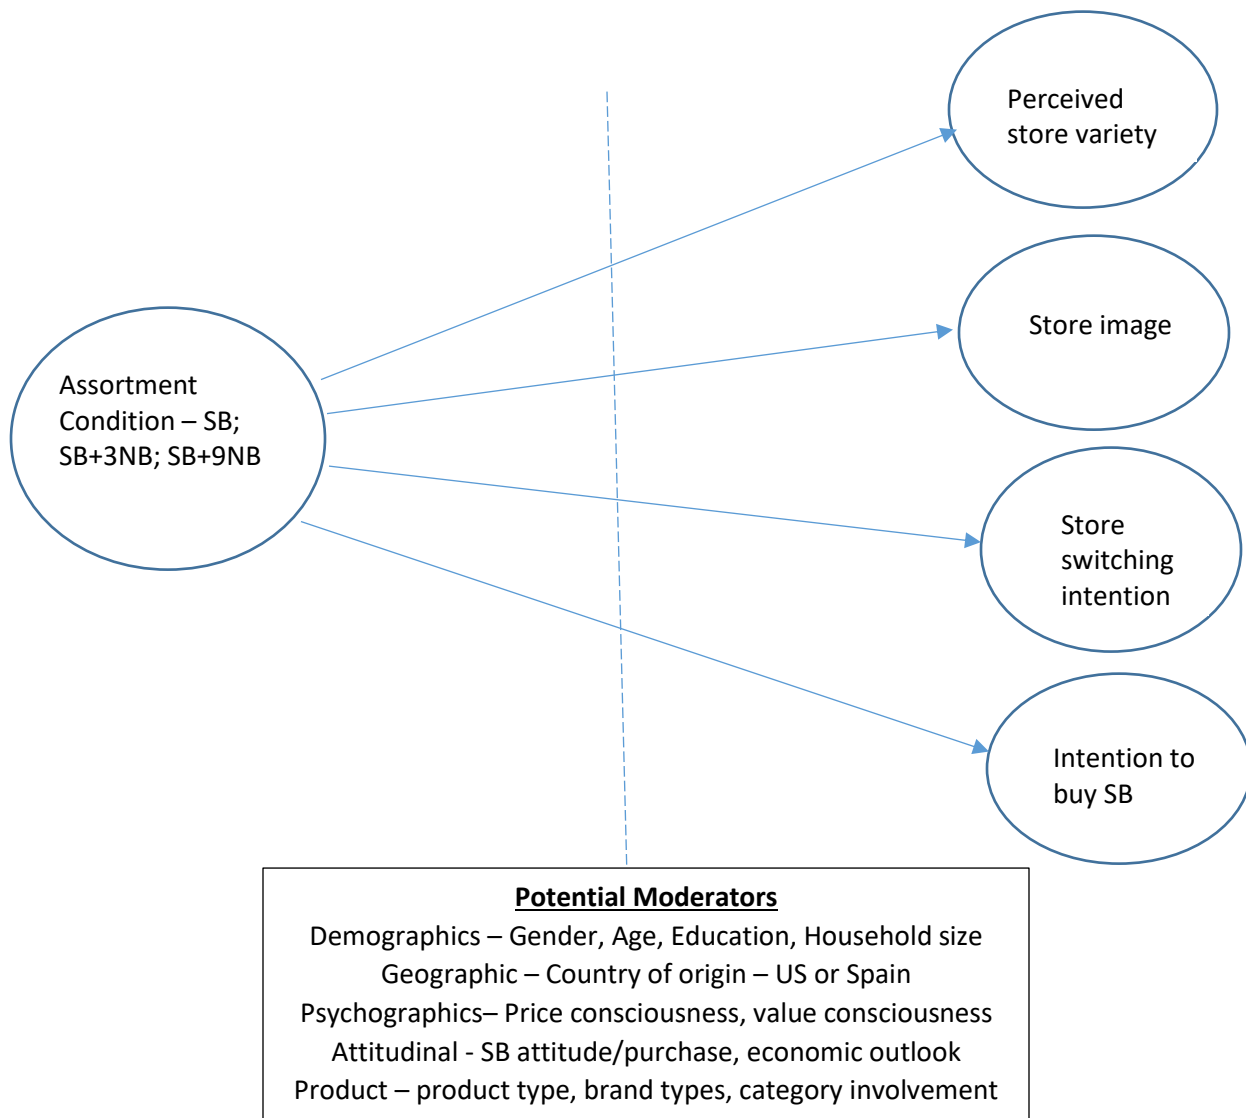 Perceived
store variety
Store image
Assortment
Condition – SB;
SB+3NB; SB+9NB
Store
switching
intention
Intention to
buy SB
Potential Moderators
Demographics – Gender, Age, Education, Household size
Geographic – Country of origin – US or Spain
Psychographics– Price consciousness, value consciousness
Attitudinal - SB attitude/purchase, economic outlook
Product – product type, brand types, category involvement